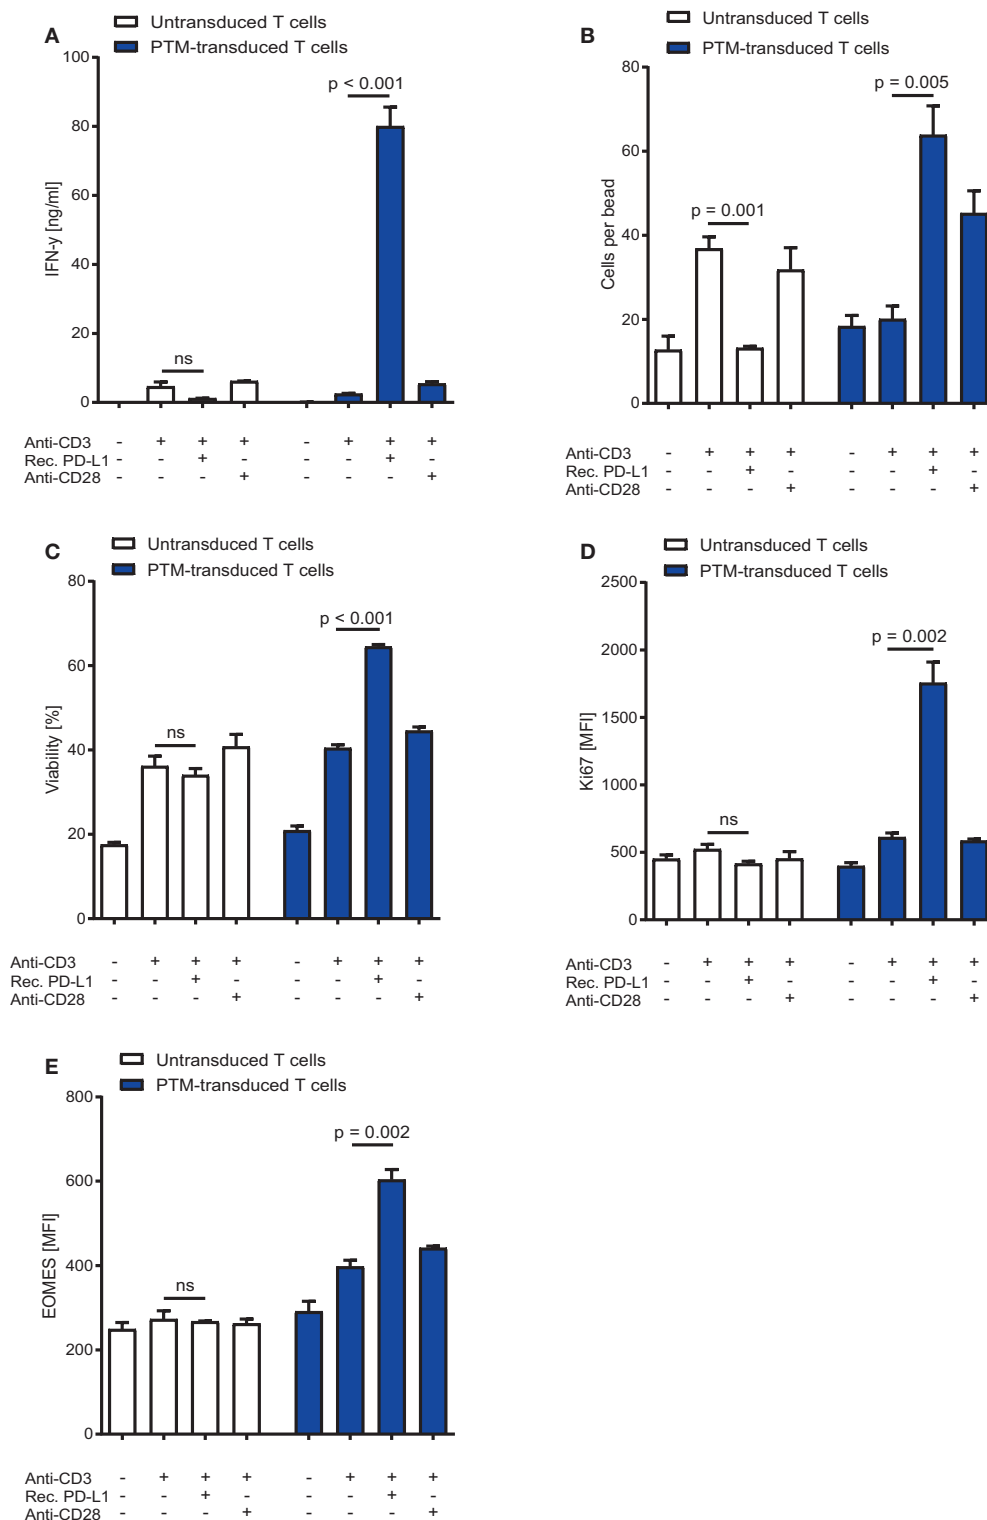 A
Untransduced T cells
PTM-transduced T cells
100
80
60
40
20
0
IFN-y [ng/ml]
ns
p < 0.001
Anti-CD3 - + + + - + + +
Rec. PD-L1 - - + - - - + -
Anti-CD28 - - - + - - - +
B
Untransduced T cells
PTM-transduced T cells
80
60
40
20
0
Cells per bead
p = 0.001
p = 0.005
Anti-CD3 - + + + - + + +
Rec. PD-L1 - - + - - - + -
Anti-CD28 - - - + - - - +
C
Untransduced T cells
PTM-transduced T cells
80
60
40
20
0
Viability [%]
ns
p < 0.001
Anti-CD3 - + + + - + + +
Rec. PD-L1 - - + - - - + -
Anti-CD28 - - - + - - - +
D
Untransduced T cells
PTM-transduced T cells
2500
2000
1500
1000
500
0
Ki67 [MFI]
ns
p = 0.002
Anti-CD3 - + + + - + + +
Rec. PD-L1 - - + - - - + -
Anti-CD28 - - - + - - - +
E
Untransduced T cells
PTM-transduced T cells
800
600
400
200
0
EOMES [MFI]
ns
p = 0.002
Anti-CD3 - + + + - + + +
Rec. PD-L1 - - + - - - + -
Anti-CD28 - - - + - - - +